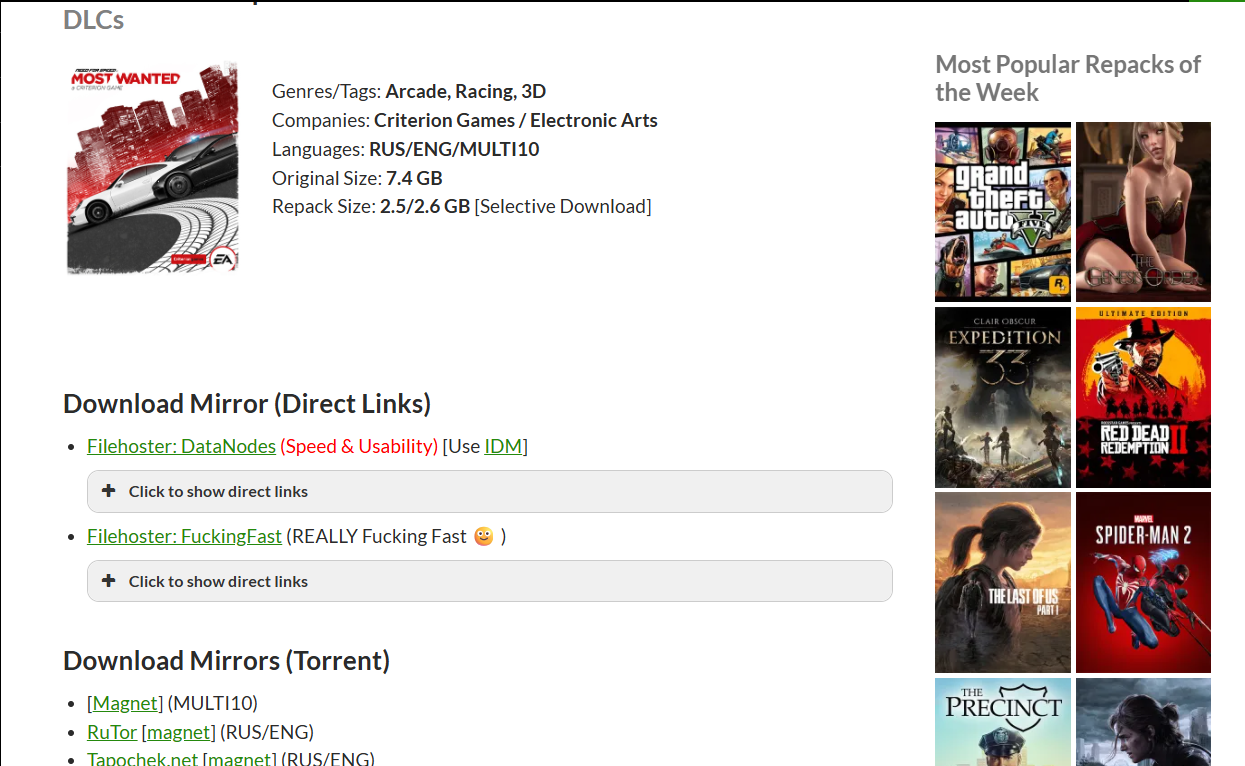 DLCs
NEED FOR SPEED
MOST WANTED
A CRITERION GAME
EA
Genres/Tags: Arcade, Racing, 3D
Companies: Criterion Games / Electronic Arts
Languages: RUS/ENG/MULTI10
Original Size: 7.4 GB
Repack Size: 2.5/2.6 GB [Selective Download]
Download Mirror (Direct Links)
Filehoster: DataNodes (Speed & Usability) [Use IDM]
Click to show direct links
Filehoster: FuckingFast (REALLY Fucking Fast 🙂 )
Click to show direct links
Download Mirrors (Torrent)
[Magnet] (MULTI10)
RuTor [magnet] (RUS/ENG)
Tapochek.net [magnet] (RUS/ENG)
Most Popular Repacks of
the Week
grand
theft
auto
FIVE
R
THE
GENESIS ORDER
CLAIR OBSCUR
EXPEDITION
33
ULTIMATE EDITION
RED DEAD
REDEMPTION II
THE LAST OF US
PART I
MARVEL
SPIDER-MAN 2
THE
PRECINCT